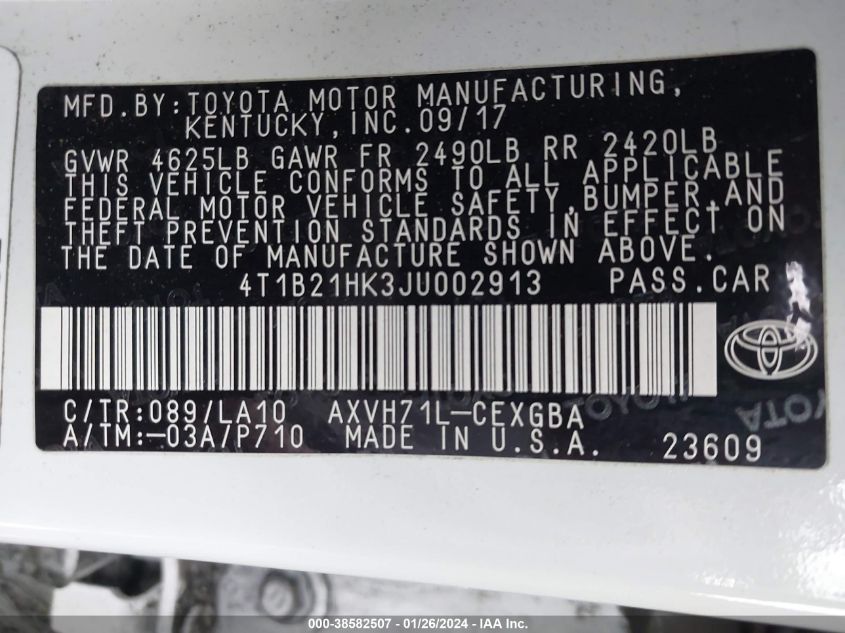 MFD.BY:TOYOTA MOTOR MANUFACTURING,
KENTUCKY,INC.09/17
GVWR 4625LB GAWR FR 2490LB RR 2420LB
THIS VEHICLE CONFORMS TO ALL APPLICABLE
FEDERAL MOTOR VEHICLE SAFETY,BUMPER,AND
THEFT PREVENTION STANDARDS IN EFFECT ON
THE DATE OF MANUFACTURE SHOWN ABOVE.
4T1B21HK3JU002913 PASS.CAR
C/TR:089/LA10 AXVH71L-CEXGBA
A/TM:-03A/P710 MADE IN U.S.A. 23609
TOYOTA
000-38582507 - 01/26/2024 - IAA Inc.